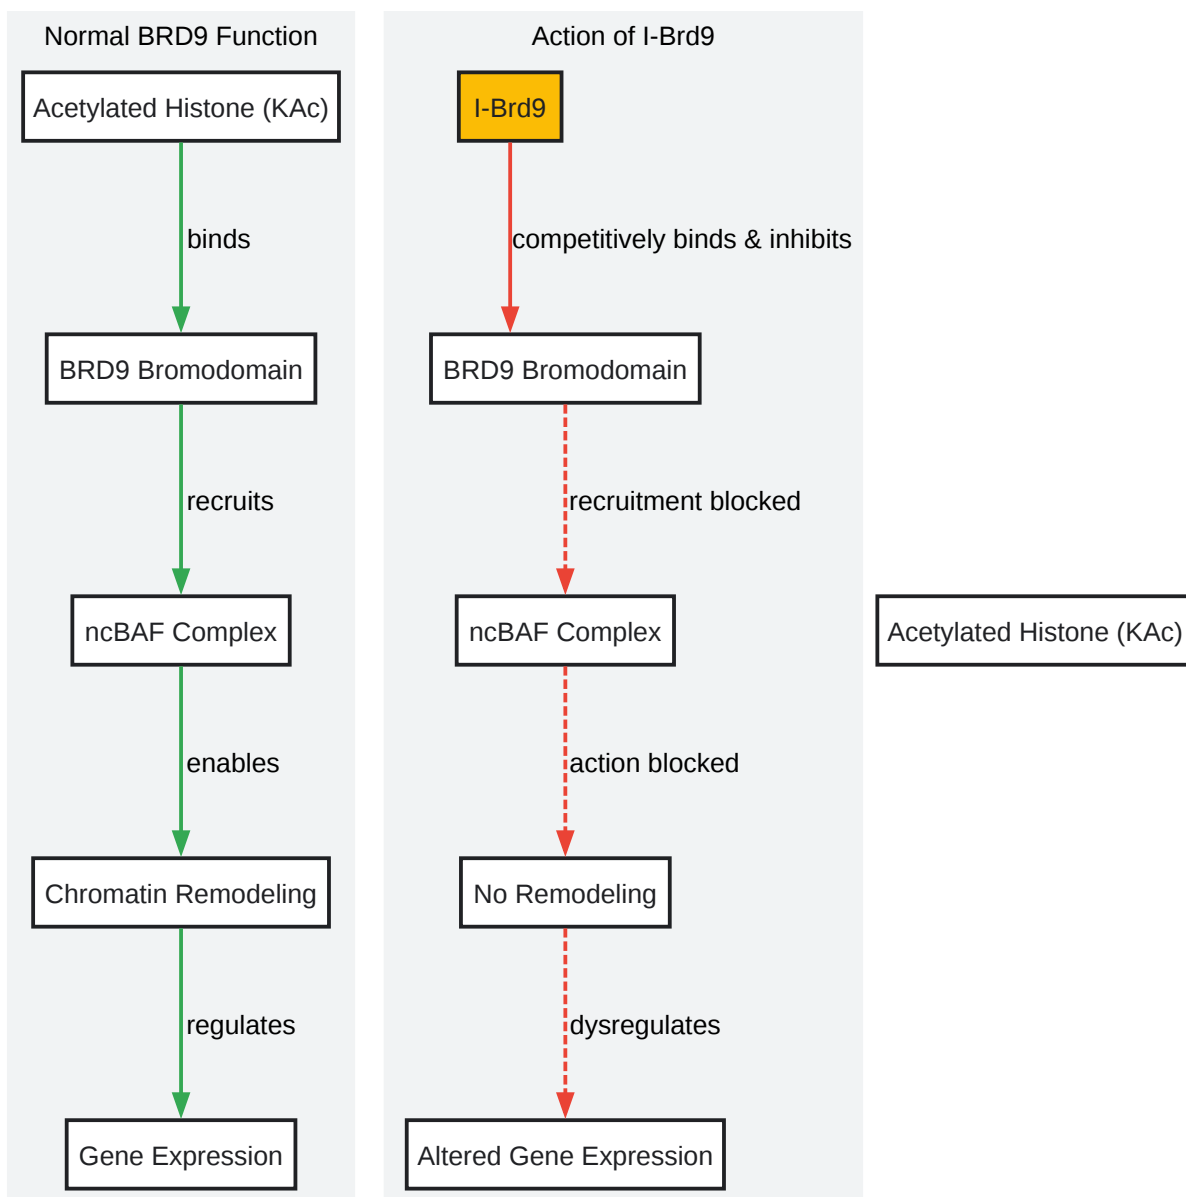 Normal BRD9 Function
Acetylated Histone (KAc)
binds
BRD9 Bromodomain
recruits
ncBAF Complex
enables
Chromatin Remodeling
regulates
Gene Expression
Action of I-Brd9
I-Brd9
competitively binds & inhibits
BRD9 Bromodomain
recruitment blocked
ncBAF Complex
action blocked
No Remodeling
dysregulates
Altered Gene Expression
Acetylated Histone (KAc)